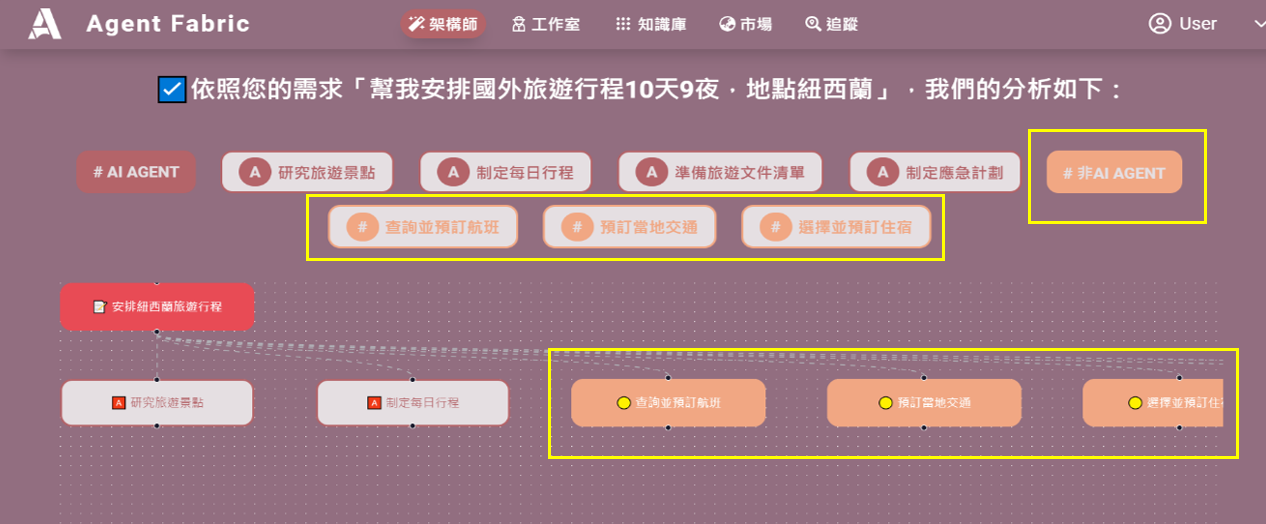 Agent Fabric 架構師 工作室 知識庫 市場 追蹤 User
依照您的需求「幫我安排國外旅遊行程10天9夜，地點紐西蘭」，我們的分析如下：
# AI AGENT A 研究旅遊景點 A 制定每日行程 A 準備旅遊文件清單 A 制定應急計劃 # 非AI AGENT
# 查詢並預訂航班 # 預訂當地交通 # 選擇並預訂住宿
安排紐西蘭旅遊行程
A 研究旅遊景點 A 制定每日行程 查詢並預訂航班 預訂當地交通 選擇並預訂住